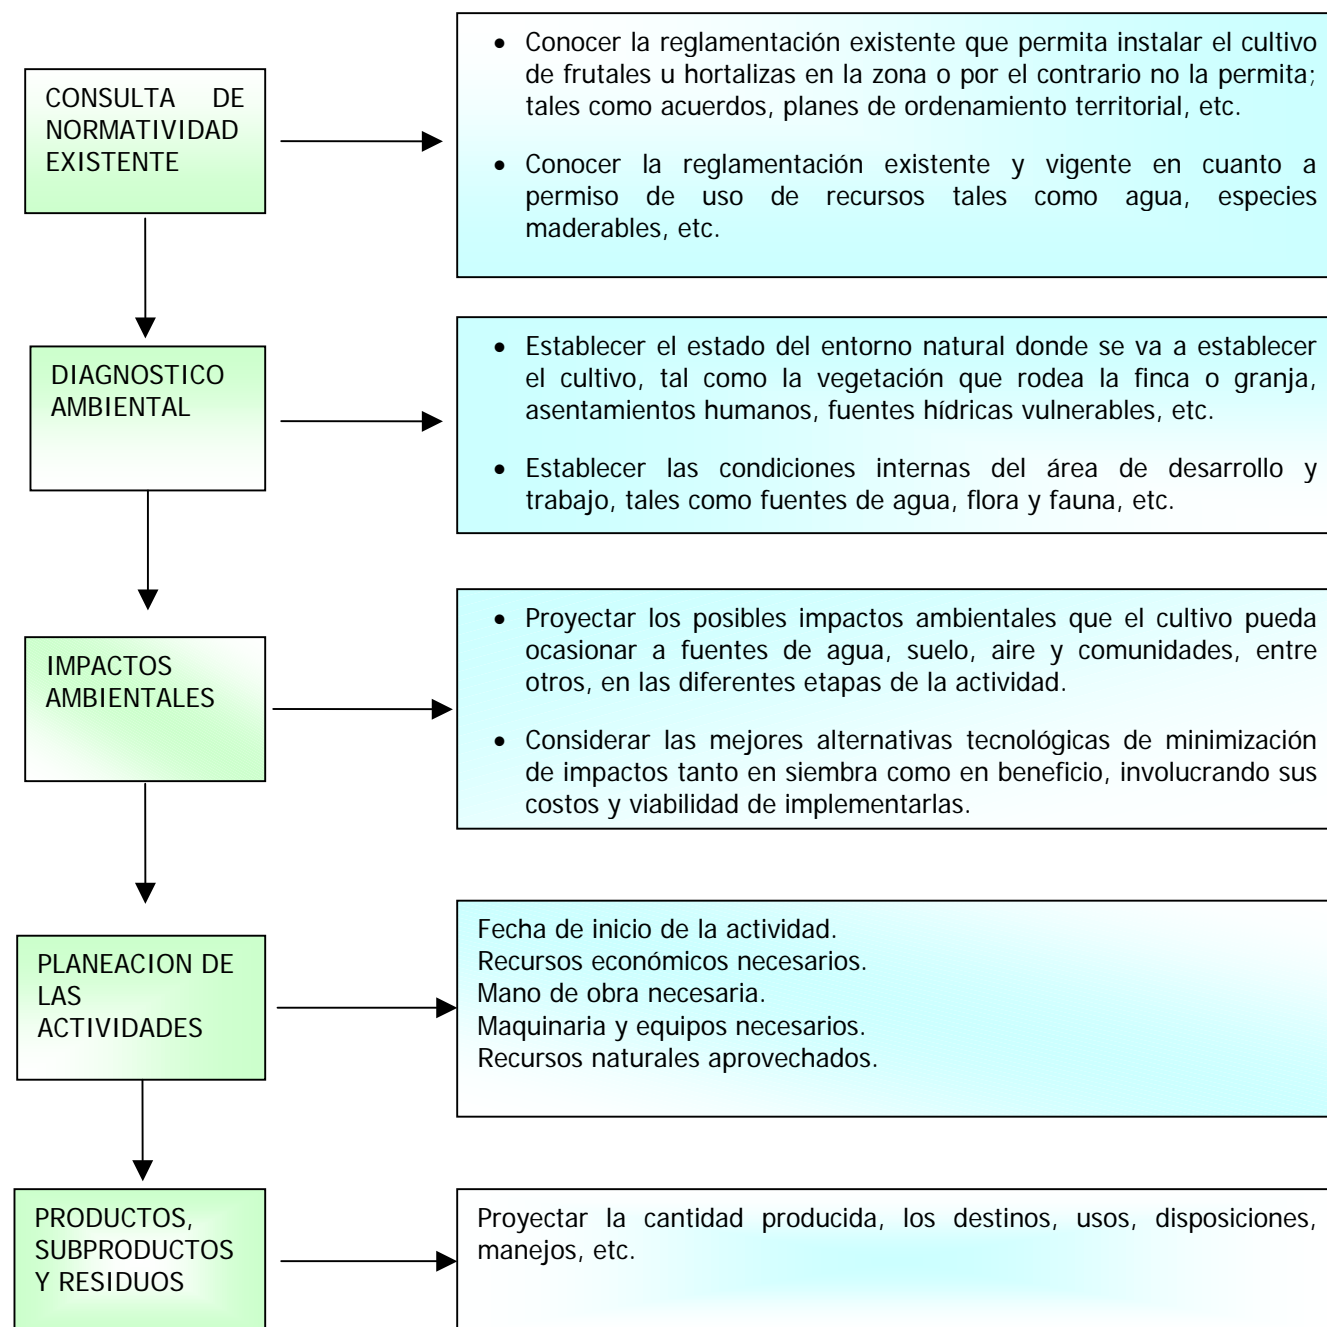 CONSULTA DE
NORMATIVIDAD
EXISTENTE
• Conocer la reglamentación existente que permita instalar el cultivo
de frutales u hortalizas en la zona o por el contrario no la permita;
tales como acuerdos, planes de ordenamiento territorial, etc.
• Conocer la reglamentación existente y vigente en cuanto a
permiso de uso de recursos tales como agua, especies
maderables, etc.
DIAGNOSTICO
AMBIENTAL
• Establecer el estado del entorno natural donde se va a establecer
el cultivo, tal como la vegetación que rodea la finca o granja,
asentamientos humanos, fuentes hídricas vulnerables, etc.
• Establecer las condiciones internas del área de desarrollo y
trabajo, tales como fuentes de agua, flora y fauna, etc.
IMPACTOS
AMBIENTALES
• Proyectar los posibles impactos ambientales que el cultivo pueda
ocasionar a fuentes de agua, suelo, aire y comunidades, entre
otros, en las diferentes etapas de la actividad.
• Considerar las mejores alternativas tecnológicas de minimización
de impactos tanto en siembra como en beneficio, involucrando sus
costos y viabilidad de implementarlas.
PLANEACION DE
LAS
ACTIVIDADES
Fecha de inicio de la actividad.
Recursos económicos necesarios.
Mano de obra necesaria.
Maquinaria y equipos necesarios.
Recursos naturales aprovechados.
PRODUCTOS,
SUBPRODUCTOS
Y RESIDUOS
Proyectar la cantidad producida, los destinos, usos, disposiciones,
manejos, etc.